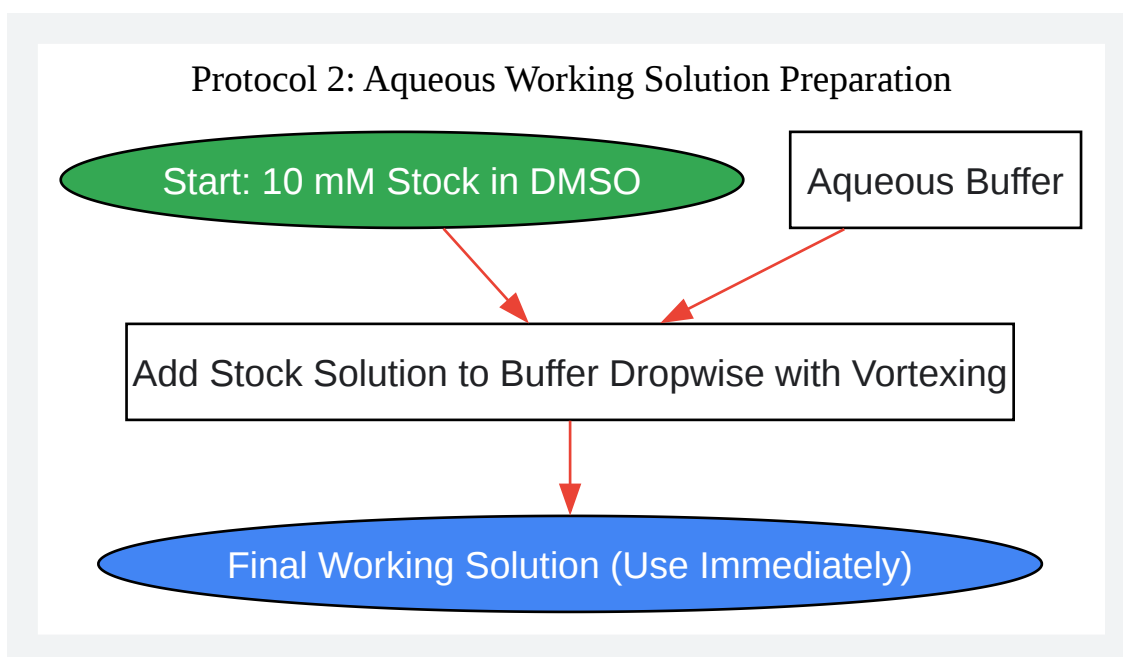 Protocol 2: Aqueous Working Solution Preparation
Start: 10 mM Stock in DMSO
Aqueous Buffer
Add Stock Solution to Buffer Dropwise with Vortexing
Final Working Solution (Use Immediately)